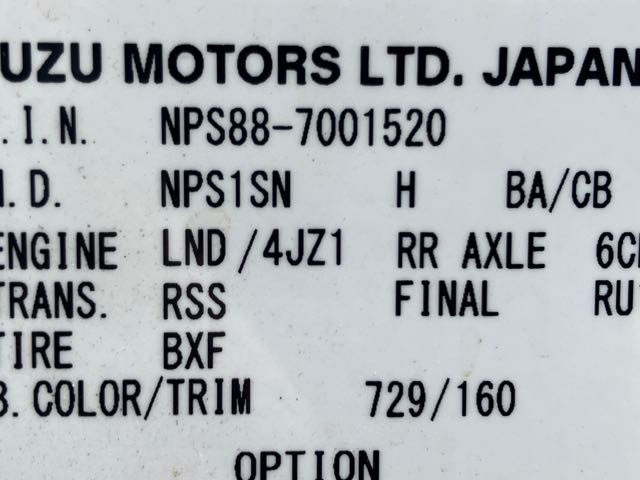 UZU MOTORS LTD. JAPAN
.I.N. NPS88-7001520
M.D. NPS1SN H BA/CB
ENGINE LND/4JZ1 RR AXLE 6C
TRANS. RSS FINAL RU
TIRE BXF
B.COLOR/TRIM 729/160
OPTION